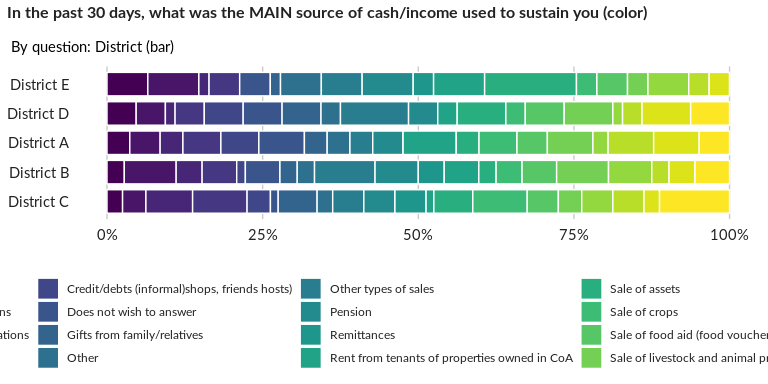 In the past 30 days, what was the MAIN source of cash/income used to sustain you (color)
By question: District (bar)
District E
District D
District A
District B
District C
0% 25% 50% 75% 100%
Credit/debts (informal)shops, friends hosts) Other types of sales Sale of assets
ns Does not wish to answer Pension Sale of crops
ations Gifts from family/relatives Remittances Sale of food aid (food voucher
Other Rent from tenants of properties owned in CoA Sale of livestock and animal pr